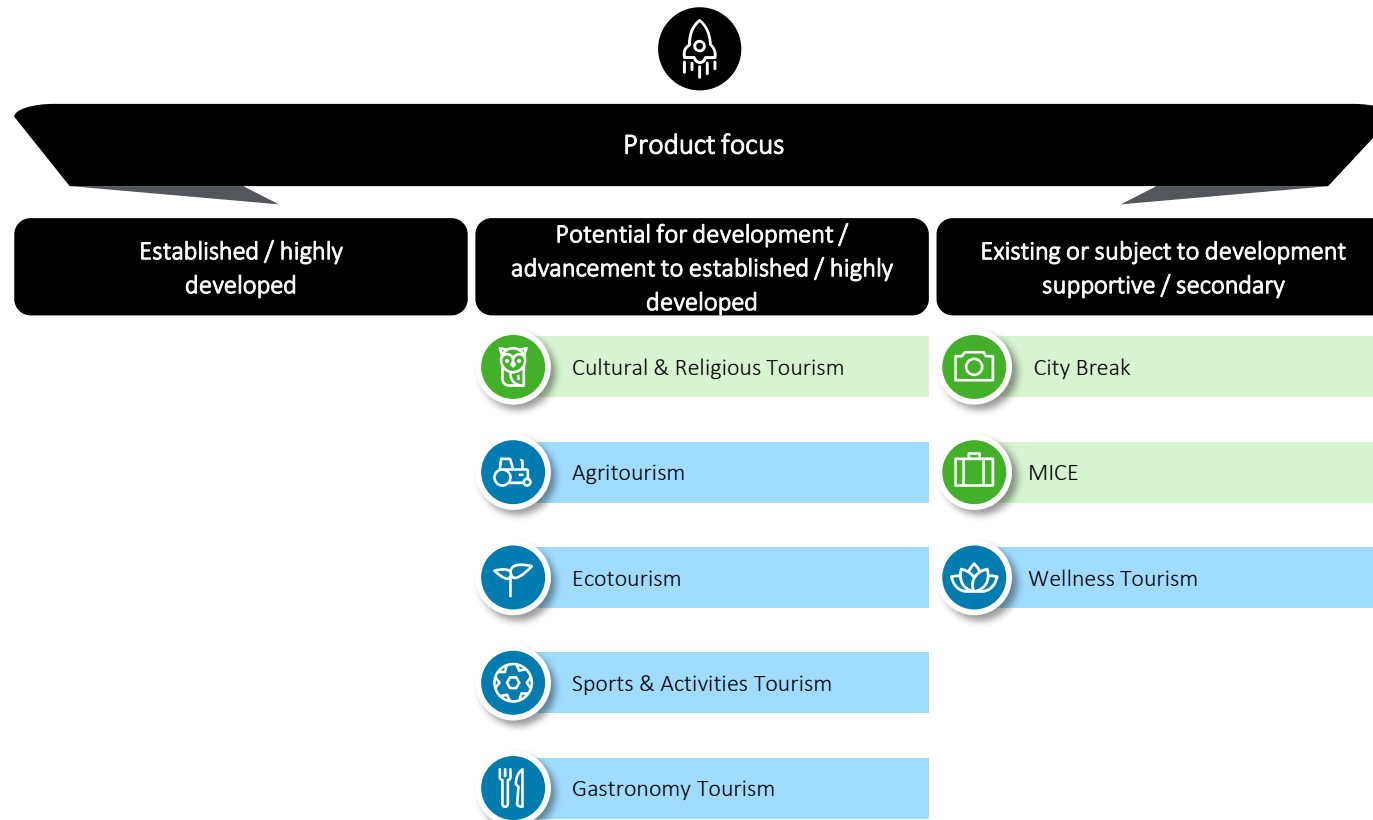 Product focus
Established / highly
developed
Potential for development /
advancement to established / highly
developed
Existing or subject to development
supportive / secondary
Cultural & Religious Tourism
Agritourism
Ecotourism
Sports & Activities Tourism
Gastronomy Tourism
City Break
MICE
Wellness Tourism